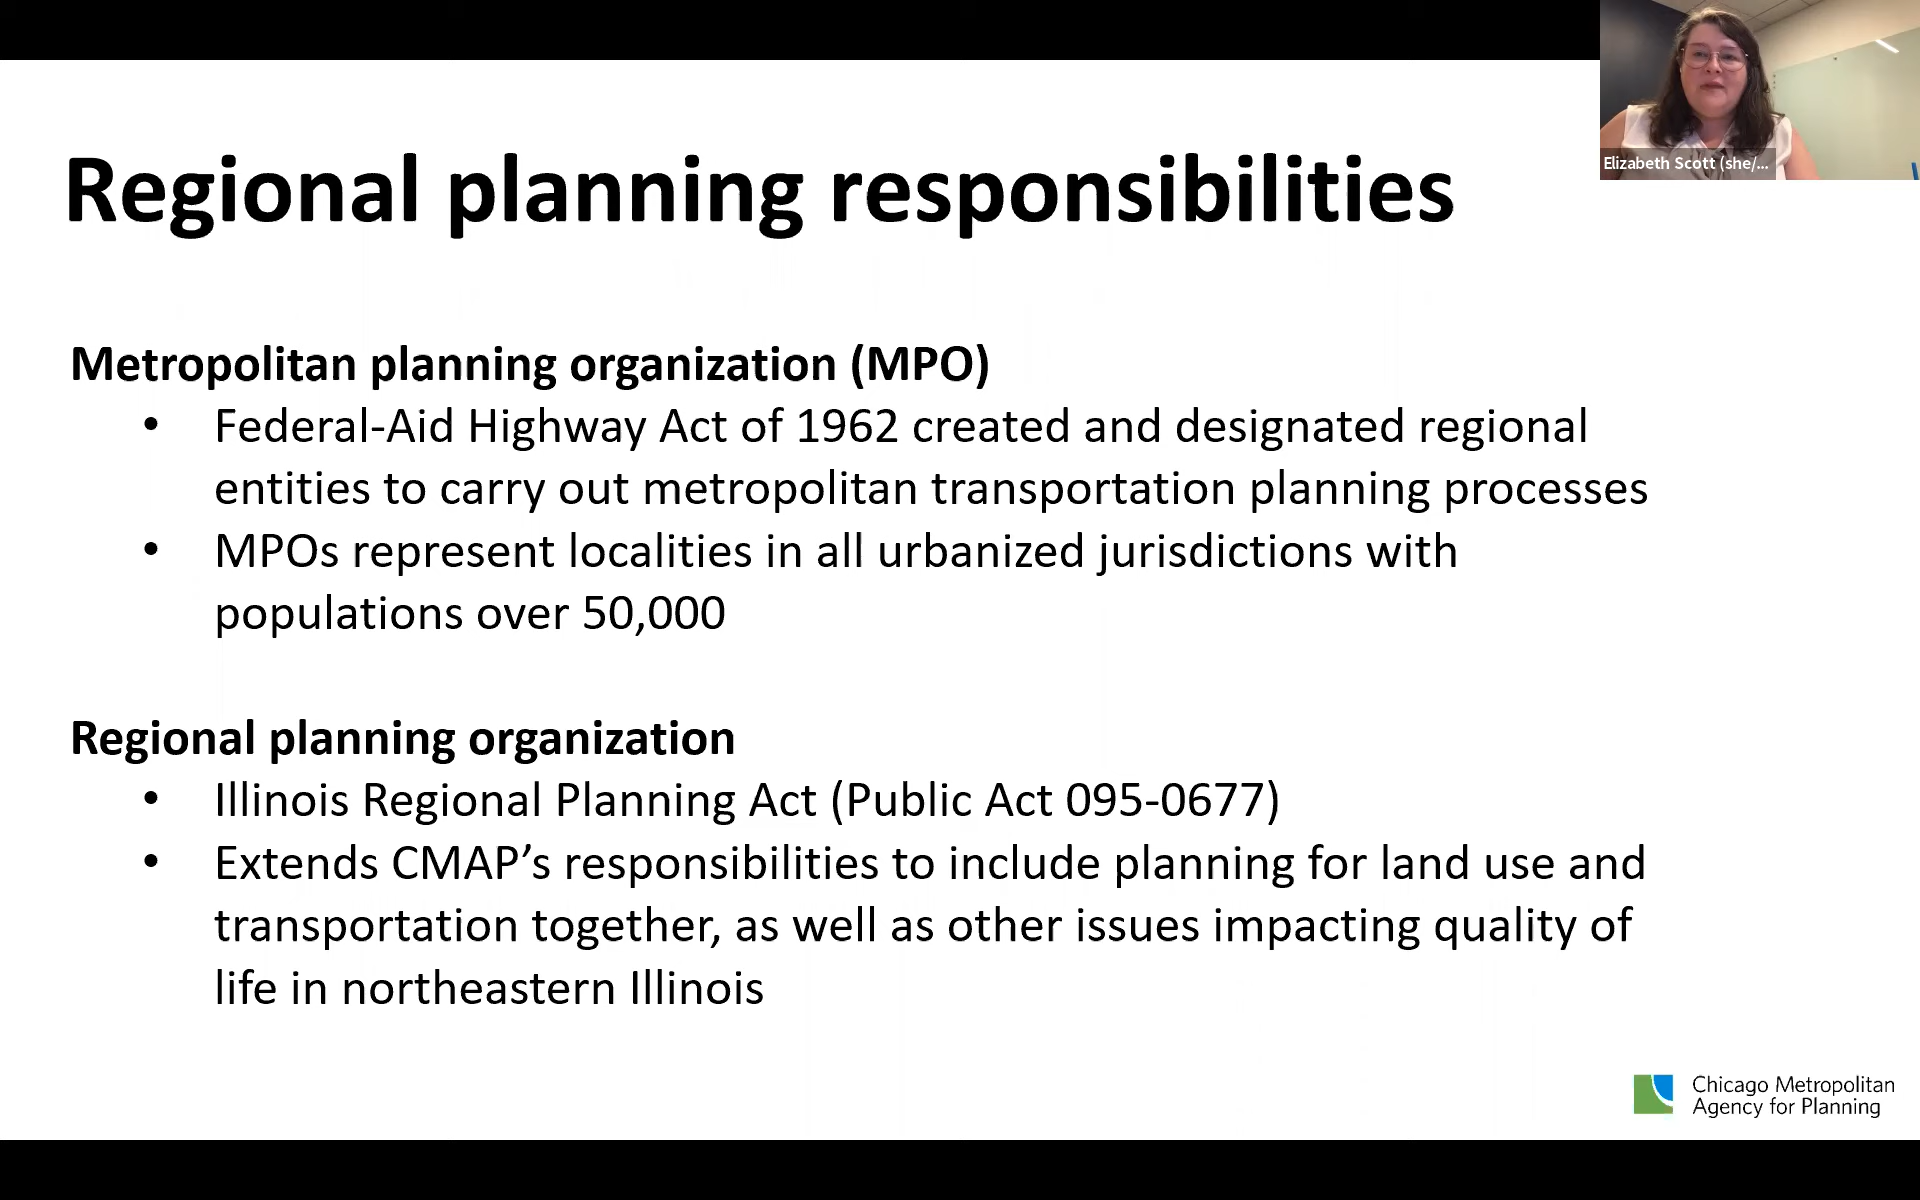 Elizabeth Scott (she/...
Regional planning responsibilities
Metropolitan planning organization (MPO)
• Federal-Aid Highway Act of 1962 created and designated regional
entities to carry out metropolitan transportation planning processes
• MPOs represent localities in all urbanized jurisdictions with
populations over 50,000
Regional planning organization
• Illinois Regional Planning Act (Public Act 095-0677)
• Extends CMAP’s responsibilities to include planning for land use and
transportation together, as well as other issues impacting quality of
life in northeastern Illinois
Chicago Metropolitan
Agency for Planning